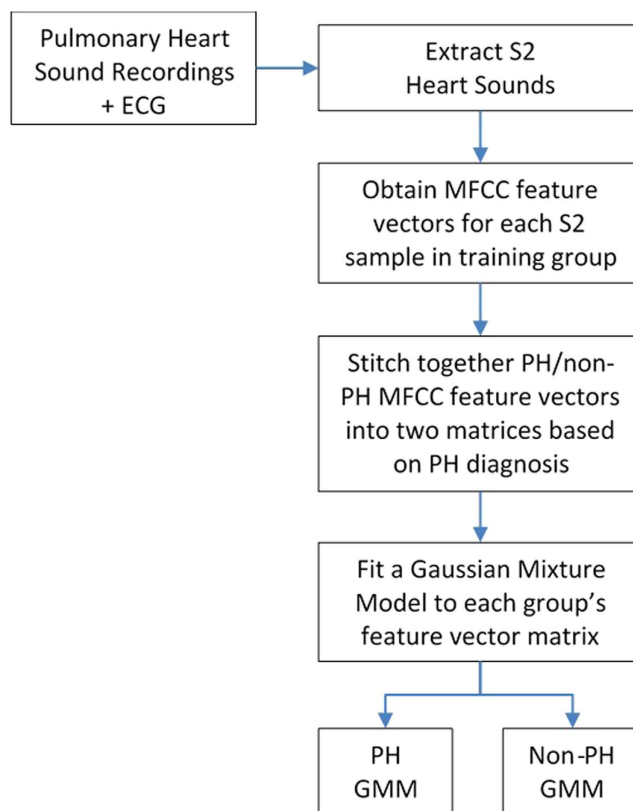 Pulmonary Heart
Sound Recordings
+ ECG
Extract S2
Heart Sounds
Obtain MFCC feature
vectors for each S2
sample in training group
Stitch together PH/non-
PH MFCC feature vectors
into two matrices based
on PH diagnosis
Fit a Gaussian Mixture
Model to each group’s
feature vector matrix
PH
GMM
Non-PH
GMM